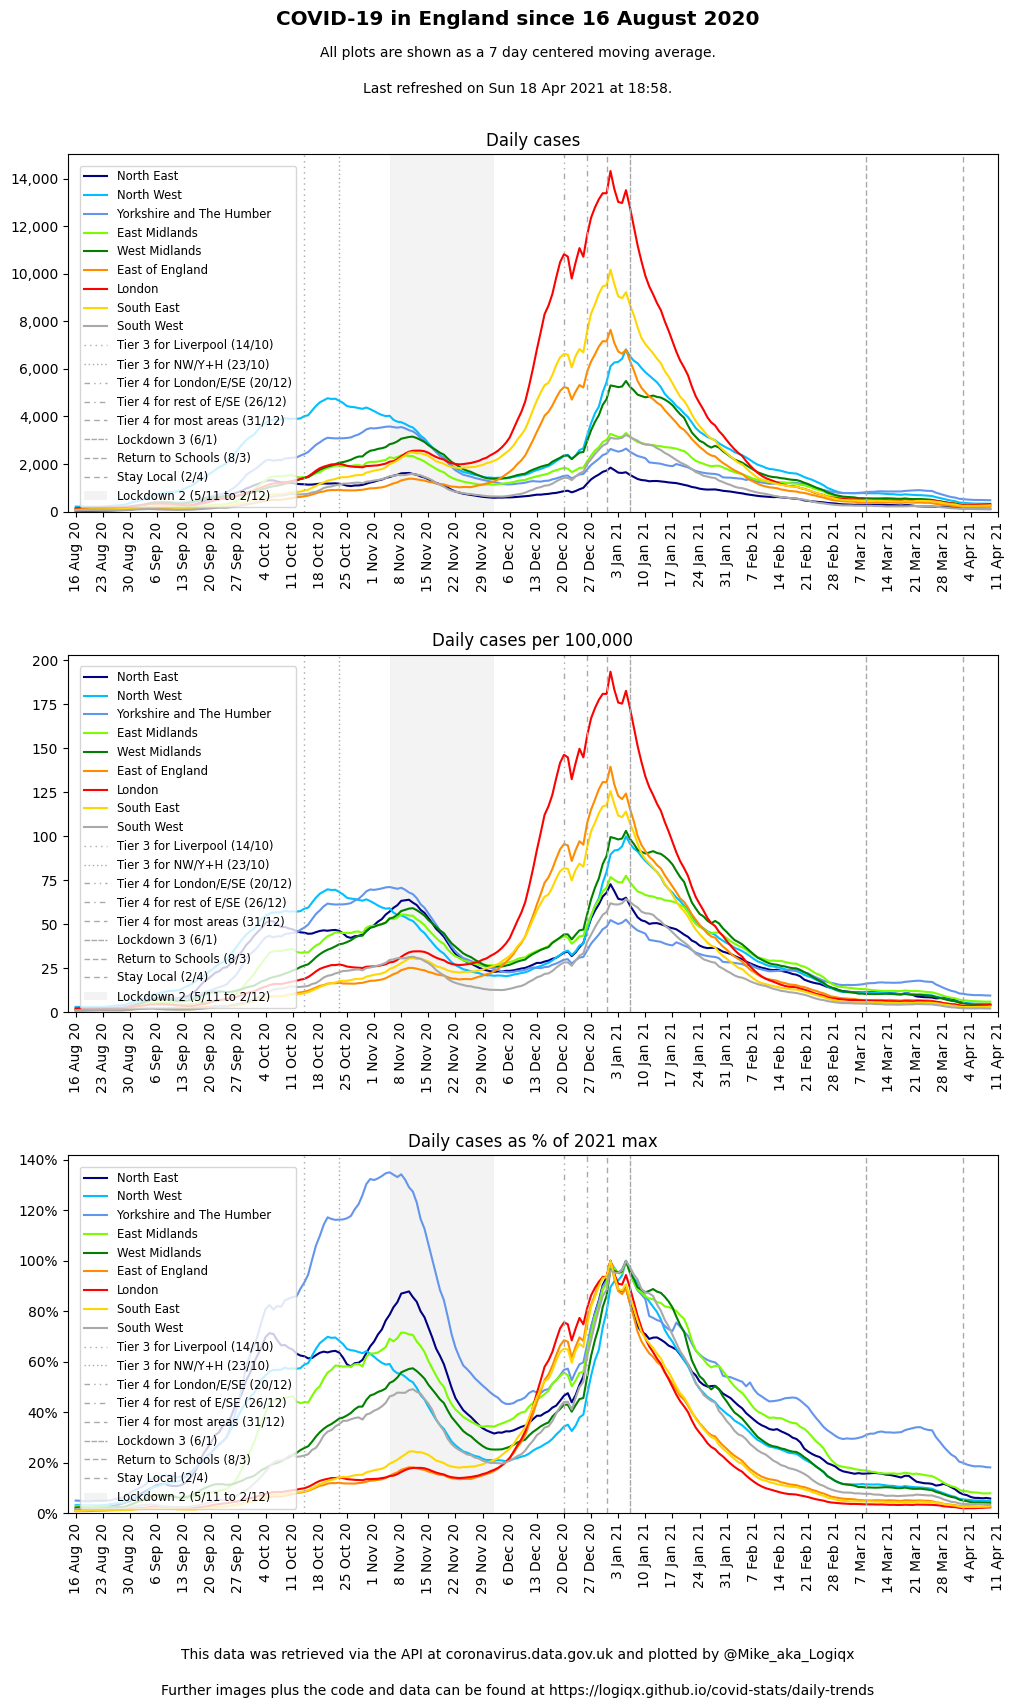 COVID-19 in England since 16 August 2020
All plots are shown as a 7 day centered moving average.
Last refreshed on Sun 18 Apr 2021 at 18:58.
Daily cases
14,000
12,000
10,000
8,000
6,000
4,000
2,000
0
North East
North West
Yorkshire and The Humber
East Midlands
West Midlands
East of England
London
South East
South West
Tier 3 for Liverpool (14/10)
Tier 3 for NW/Y+H (23/10)
Tier 4 for London/E/SE (20/12)
Tier 4 for rest of E/SE (26/12)
Tier 4 for most areas (31/12)
Lockdown 3 (6/1)
Return to Schools (8/3)
Stay Local (2/4)
Lockdown 2 (5/11 to 2/12)
16 Aug 20
23 Aug 20
30 Aug 20
6 Sep 20
13 Sep 20
20 Sep 20
27 Sep 20
4 Oct 20
11 Oct 20
18 Oct 20
25 Oct 20
1 Nov 20
8 Nov 20
15 Nov 20
22 Nov 20
29 Nov 20
6 Dec 20
13 Dec 20
20 Dec 20
27 Dec 20
3 Jan 21
10 Jan 21
17 Jan 21
24 Jan 21
31 Jan 21
7 Feb 21
14 Feb 21
21 Feb 21
28 Feb 21
7 Mar 21
14 Mar 21
21 Mar 21
28 Mar 21
4 Apr 21
11 Apr 21
Daily cases per 100,000
200
175
150
125
100
75
50
25
0
North East
North West
Yorkshire and The Humber
East Midlands
West Midlands
East of England
London
South East
South West
Tier 3 for Liverpool (14/10)
Tier 3 for NW/Y+H (23/10)
Tier 4 for London/E/SE (20/12)
Tier 4 for rest of E/SE (26/12)
Tier 4 for most areas (31/12)
Lockdown 3 (6/1)
Return to Schools (8/3)
Stay Local (2/4)
Lockdown 2 (5/11 to 2/12)
16 Aug 20
23 Aug 20
30 Aug 20
6 Sep 20
13 Sep 20
20 Sep 20
27 Sep 20
4 Oct 20
11 Oct 20
18 Oct 20
25 Oct 20
1 Nov 20
8 Nov 20
15 Nov 20
22 Nov 20
29 Nov 20
6 Dec 20
13 Dec 20
20 Dec 20
27 Dec 20
3 Jan 21
10 Jan 21
17 Jan 21
24 Jan 21
31 Jan 21
7 Feb 21
14 Feb 21
21 Feb 21
28 Feb 21
7 Mar 21
14 Mar 21
21 Mar 21
28 Mar 21
4 Apr 21
11 Apr 21
Daily cases as % of 2021 max
140%
120%
100%
80%
60%
40%
20%
0%
North East
North West
Yorkshire and The Humber
East Midlands
West Midlands
East of England
London
South East
South West
Tier 3 for Liverpool (14/10)
Tier 3 for NW/Y+H (23/10)
Tier 4 for London/E/SE (20/12)
Tier 4 for rest of E/SE (26/12)
Tier 4 for most areas (31/12)
Lockdown 3 (6/1)
Return to Schools (8/3)
Stay Local (2/4)
Lockdown 2 (5/11 to 2/12)
16 Aug 20
23 Aug 20
30 Aug 20
6 Sep 20
13 Sep 20
20 Sep 20
27 Sep 20
4 Oct 20
11 Oct 20
18 Oct 20
25 Oct 20
1 Nov 20
8 Nov 20
15 Nov 20
22 Nov 20
29 Nov 20
6 Dec 20
13 Dec 20
20 Dec 20
27 Dec 20
3 Jan 21
10 Jan 21
17 Jan 21
24 Jan 21
31 Jan 21
7 Feb 21
14 Feb 21
21 Feb 21
28 Feb 21
7 Mar 21
14 Mar 21
21 Mar 21
28 Mar 21
4 Apr 21
11 Apr 21
This data was retrieved via the API at coronavirus.data.gov.uk and plotted by @Mike_aka_Logiqx
Further images plus the code and data can be found at https://logiqx.github.io/covid-stats/daily-trends